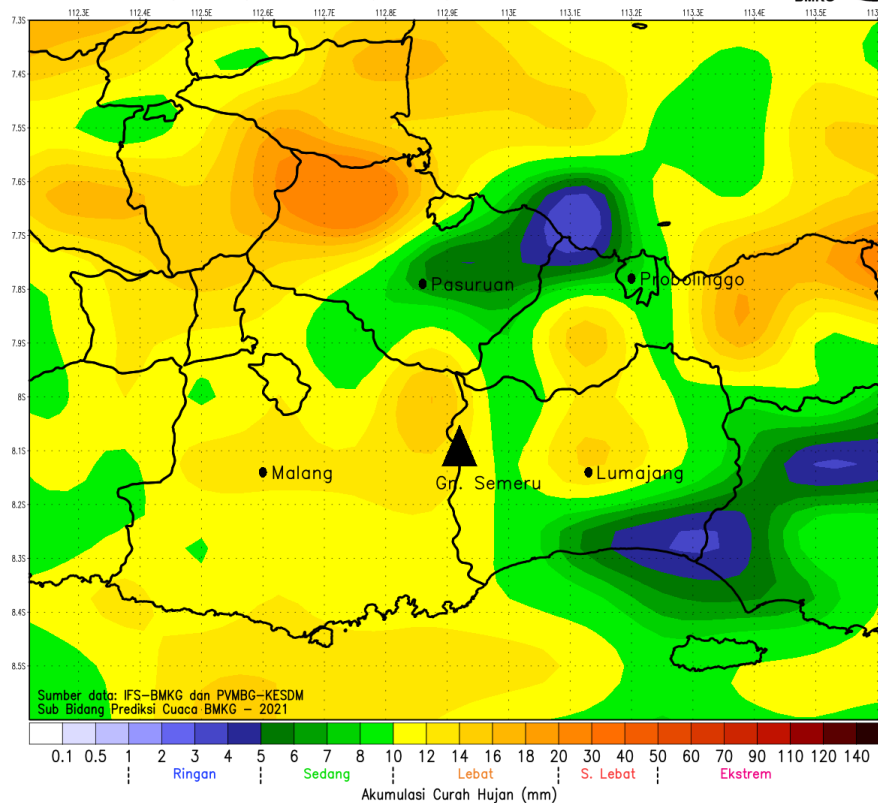 BMKG
112.3E 112.4E 112.5E 112.6E 112.7E 112.8E 112.9E 113E 113.1E 113.2E 113.3E 113.4E 113.5E
7.3S
7.4S
7.5S
7.6S
7.7S
7.8S
Pasuruan
Probolinggo
7.9S
8S
8.1S
Malang
Lumajang
Gn. Semeru
8.2S
8.3S
8.4S
8.5S
Sumber data: IFS-BMKG dan PVMBG-KESDM
Sub Bidang Prediksi Cuaca BMKG - 2021
0.1 0.5 1 2 3 4 5 6 7 8 10 12 14 16 18 20 30 40 50 60 70 80 90 110 120 140
Ringan Sedang Lebat S. Lebat Ekstrem
Akumulasi Curah Hujan (mm)